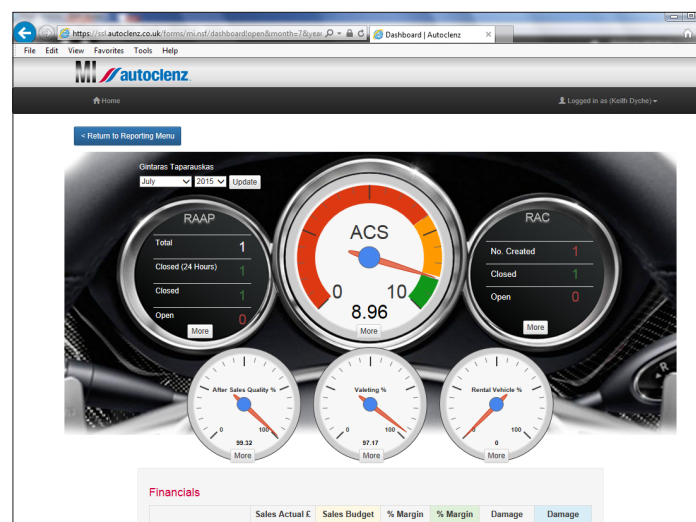 https://ssl.autoclenz.co.uk/forms/mi.nsf/dashboard!open&month=7&year
Dashboard | Autoclenz
File Edit View Favorites Tools Help
MI autoclenz
Home
Logged in as (Keith Dyche)
< Return to Reporting Menu
Gintaras Taparauskas
July 2015 Update
RAAP
Total 1
Closed (24 Hours) 1
Closed 1
Open 0
More
ACS
0 10
8.96
More
RAC
No. Created 1
Closed 1
Open 0
More
R
After Sales Quality %
0 100
99.32
More
Valeting %
0 100
97.17
More
Rental Vehicle %
0 100
0
More
Financials
Sales Actual £ Sales Budget % Margin % Margin Damage Damage